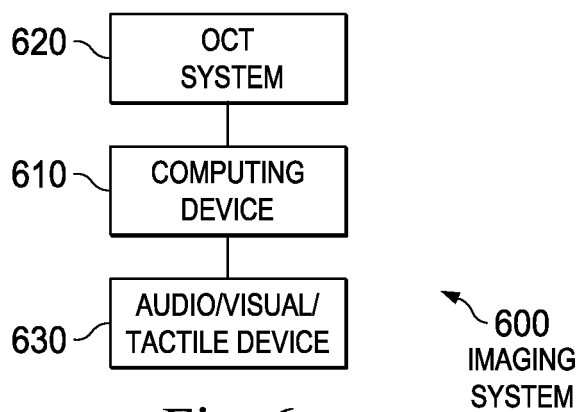 620
OCT
SYSTEM
610
COMPUTING
DEVICE
630
AUDIO/VISUAL/
TACTILE DEVICE
600
IMAGING
SYSTEM